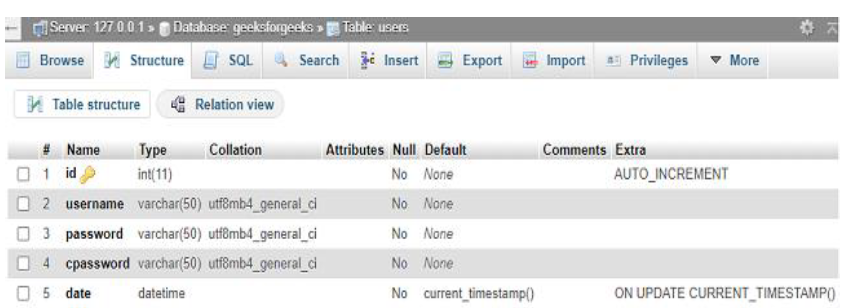 Server: 127.0.0.1 » Database: geeksforgeeks » Table: users
Browse Structure SQL Search Insert Export Import Privileges More
Table structure Relation view
# Name Type Collation Attributes Null Default Comments Extra
1 id int(11) No None AUTO_INCREMENT
2 username varchar(50) utf8mb4_general_ci No None
3 password varchar(50) utf8mb4_general_ci No None
4 cpassword varchar(50) utf8mb4_general_ci No None
5 date datetime No current_timestamp() ON UPDATE CURRENT_TIMESTAMP()